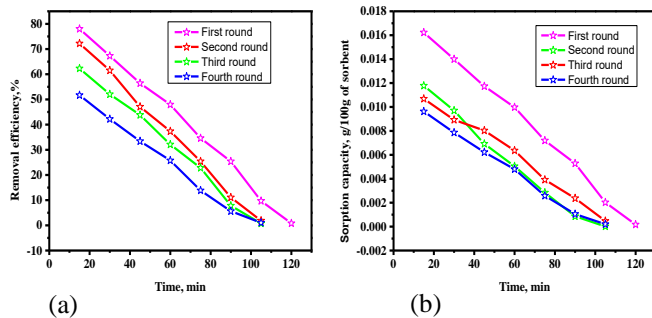 80
70
60
50
40
30
20
10
0
-10
Removal efficiency,%
First round
Second round
Third round
Fourth round
0 20 40 60 80 100 120
Time, min
(a)
0.018
0.016
0.014
0.012
0.010
0.008
0.006
0.004
0.002
0.000
-0.002
Sorption capacity, g/100g of sorbent
First round
Second round
Third round
Fourth round
0 20 40 60 80 100 120
Time, min
(b)